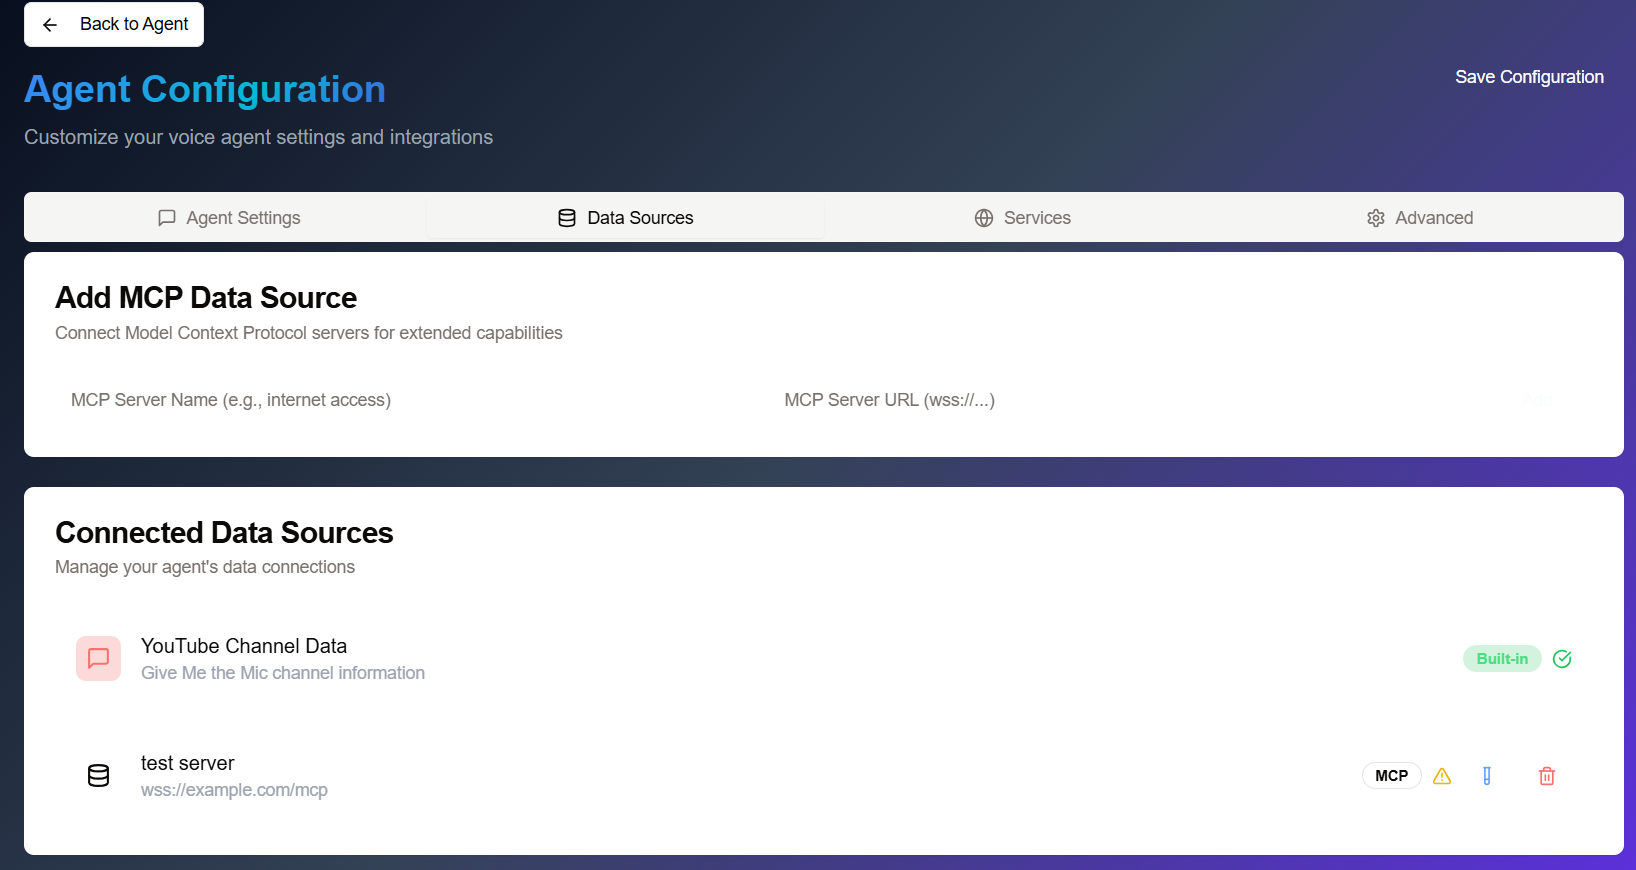 Back to Agent
Agent Configuration
Save Configuration
Customize your voice agent settings and integrations
Agent Settings
Data Sources
Services
Advanced
Add MCP Data Source
Connect Model Context Protocol servers for extended capabilities
MCP Server Name (e.g., internet access)
MCP Server URL (wss://...)
Connected Data Sources
Manage your agent's data connections
YouTube Channel Data
Give Me the Mic channel information
Built-in
test server
wss://example.com/mcp
MCP